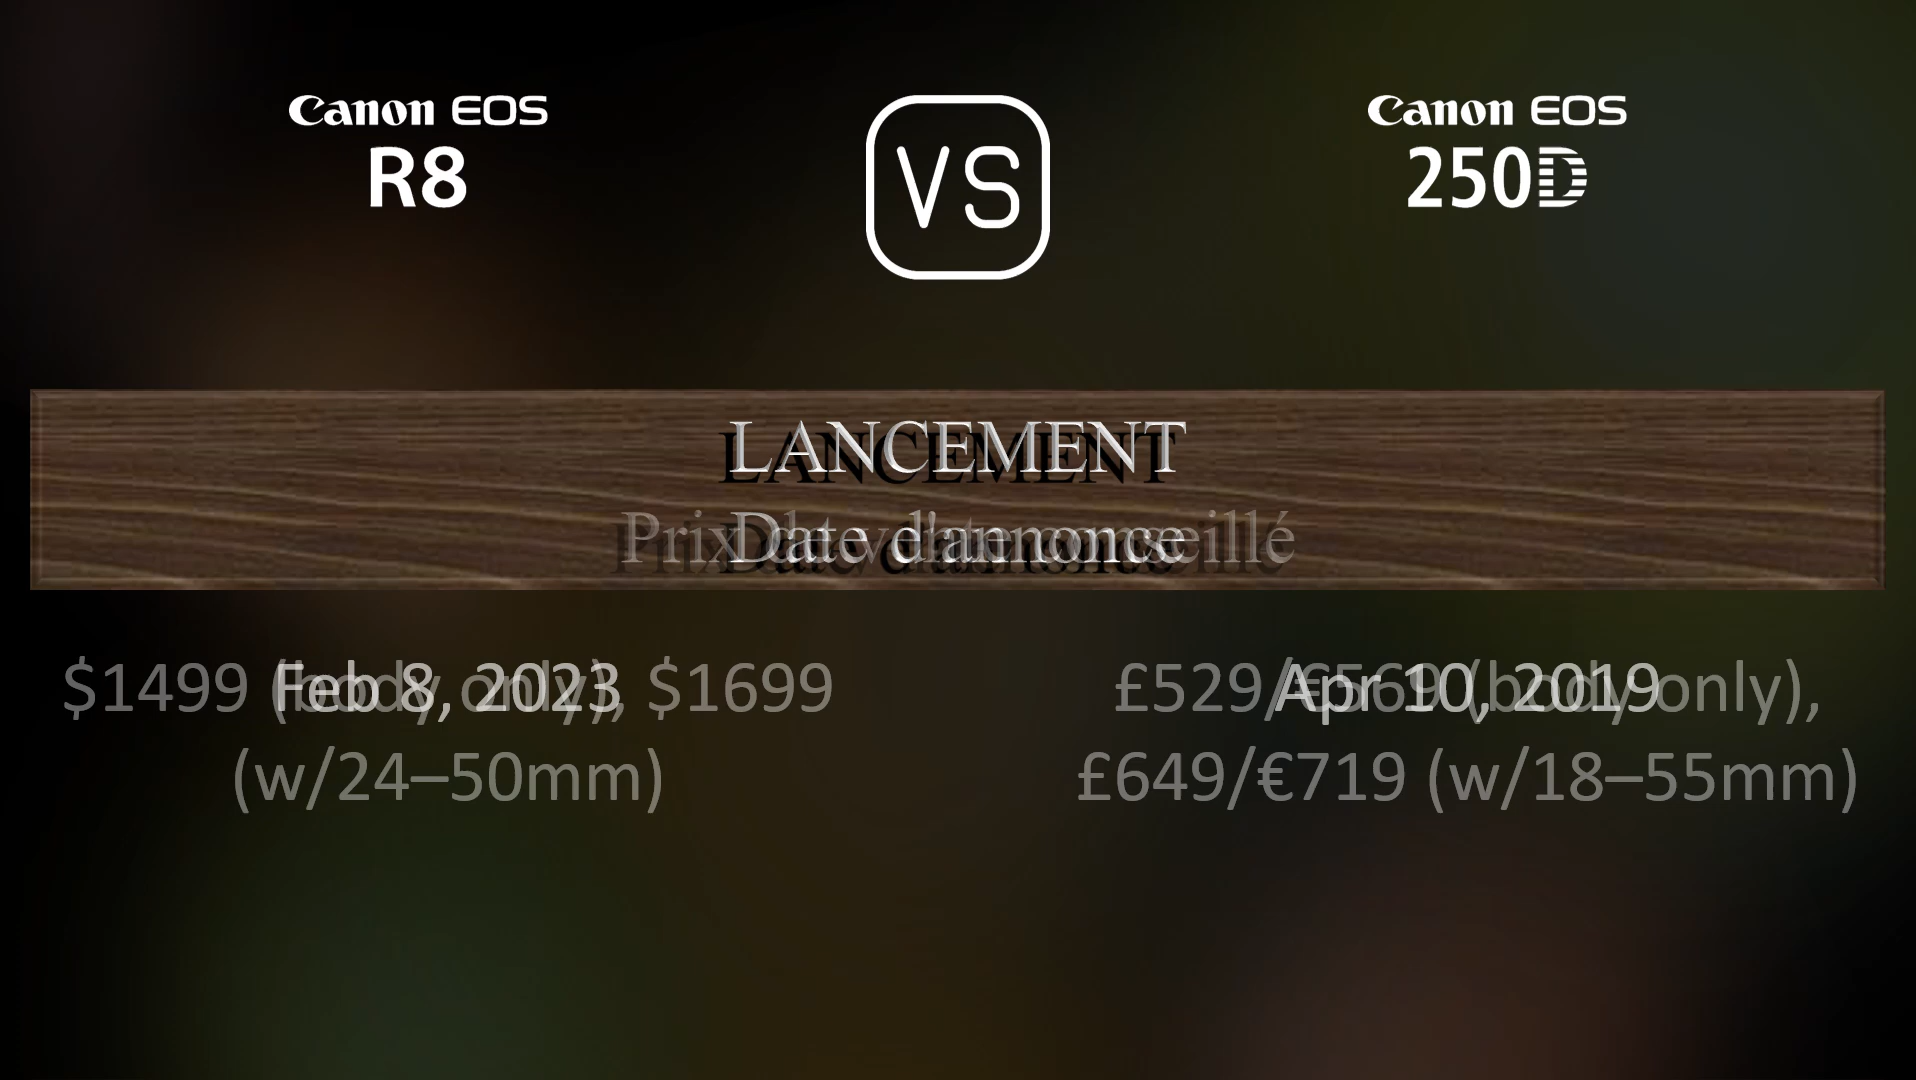 Canon EOS
R8
VS
Canon EOS
250D
LANCEMENT
Date d'annonce
Prix de vente conseillé
Feb 8, 2023
$1499 (body only), $1699
(w/24–50mm)
Apr 10, 2019
£529/€569 (body only),
£649/€719 (w/18–55mm)